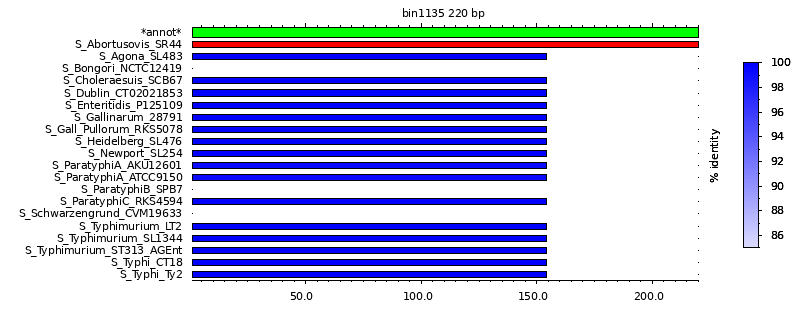 bin1135 220 bp
*annot*
S_Abortusovis_SR44
S_Agona_SL483
S_Bongori_NCTC12419
S_Choleraesuis_SCB67
S_Dublin_CT02021853
S_Enteritidis_P125109
S_Gallinarum_28791
S_Gall_Pullorum_RKS5078
S_Heidelberg_SL476
S_Newport_SL254
S_ParatyphiA_AKU12601
S_ParatyphiA_ATCC9150
S_ParatyphiB_SPB7
S_ParatyphiC_RKS4594
S_Schwarzengrund_CVM19633
S_Typhimurium_LT2
S_Typhimurium_SL1344
S_Typhimurium_ST313_AGEnt
S_Typhi_CT18
S_Typhi_Ty2
50.0 100.0 150.0 200.0
% identity
100
98
96
94
92
90
88
86